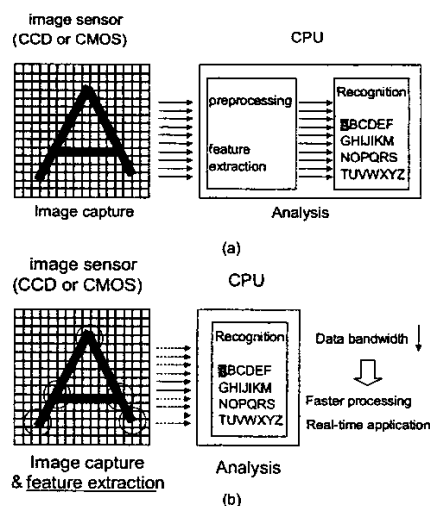 image sensor
(CCD or CMOS)
CPU
preprocessing
feature
extraction
Recognition
ABCDEF
GHIJIKM
NOPQRS
TUVWXYZ
Image capture
Analysis
(a)
image sensor
(CCD or CMOS)
CPU
Recognition
ABCDEF
GHIJIKM
NOPQRS
TUVWXYZ
Data bandwidth ↓
Faster processing
Real-time application
Image capture
& feature extraction
Analysis
(b)